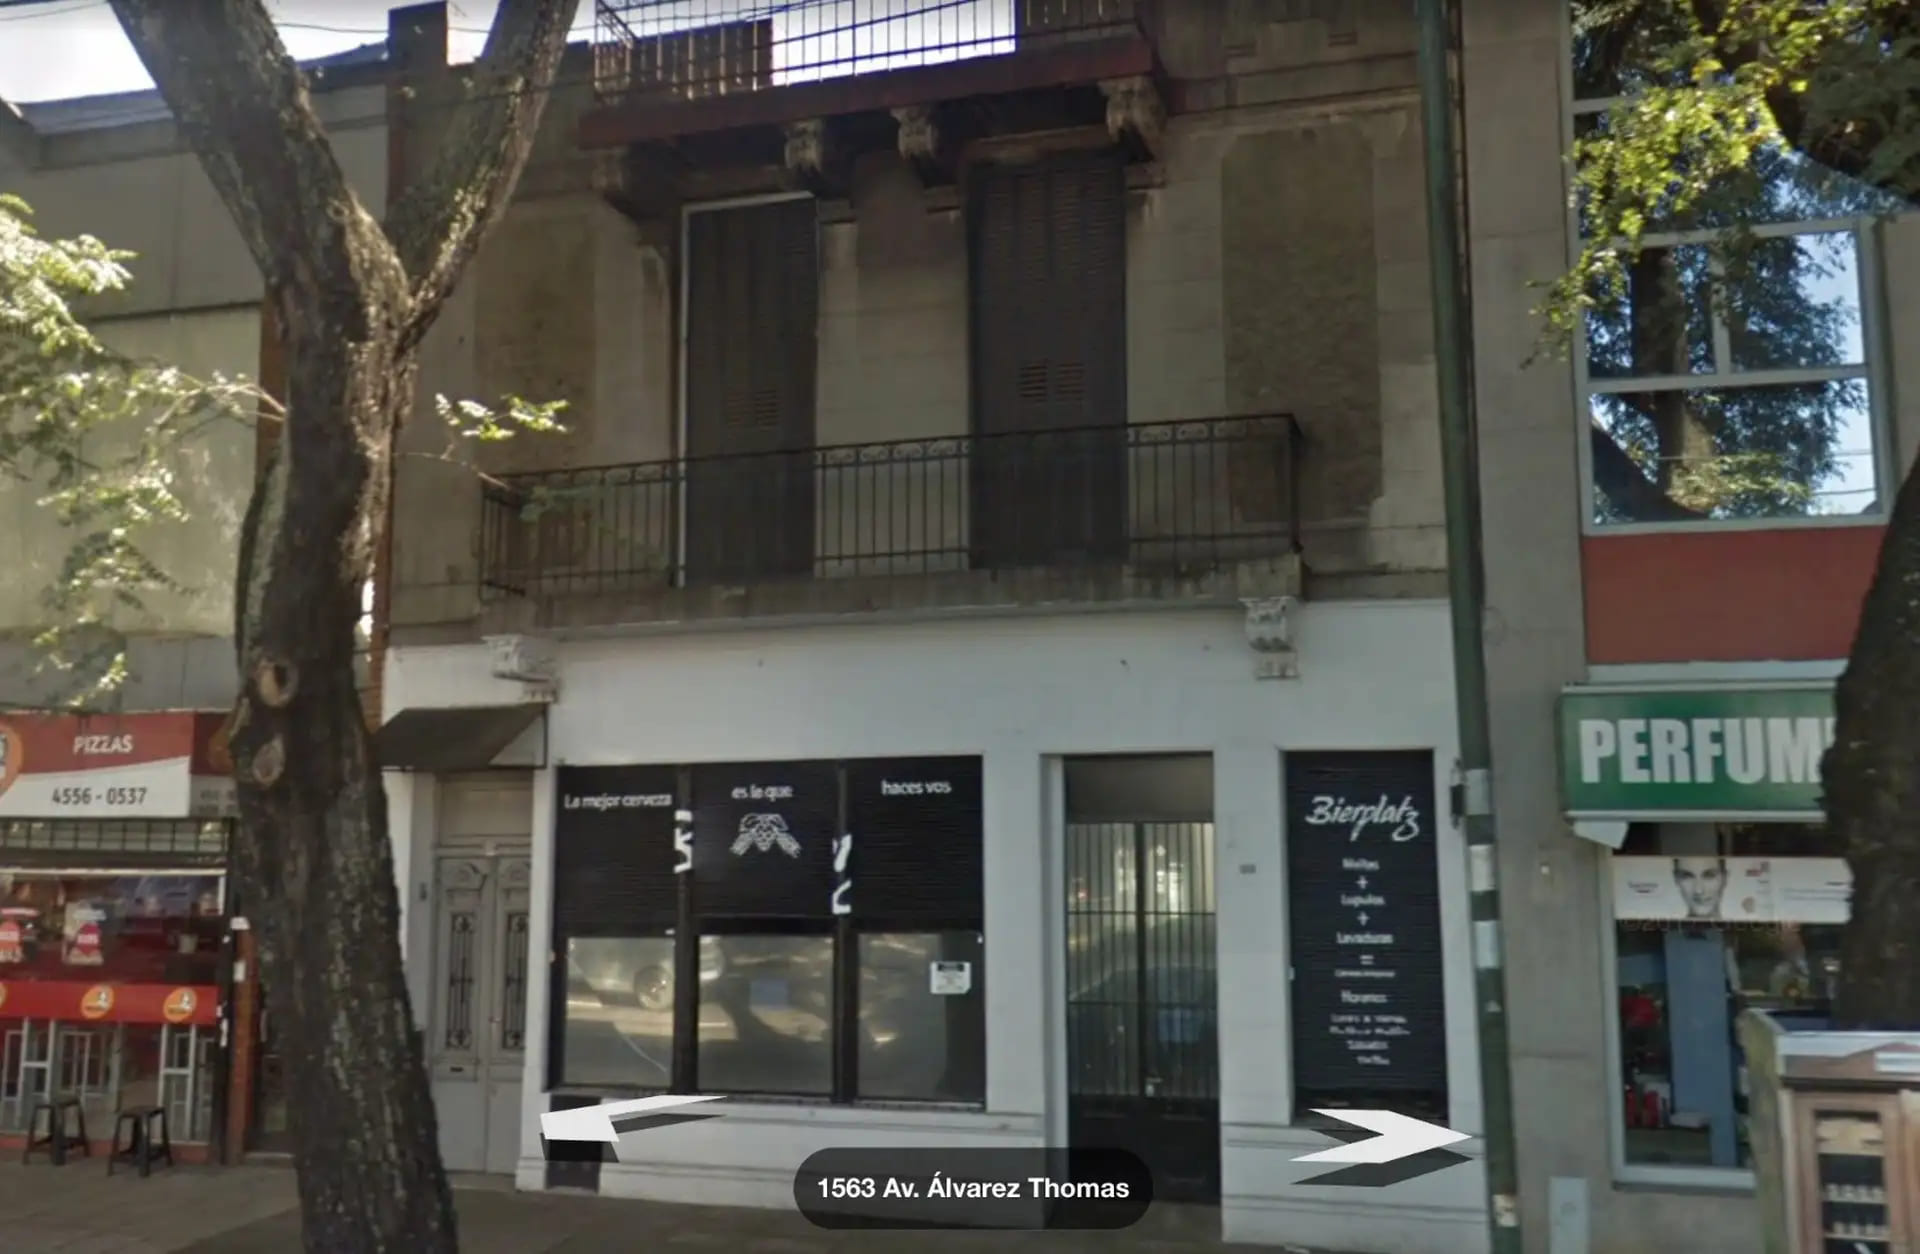 PIZZAS
4556 - 0537
La mejor cerveza
es la que
haces vos
Bierplatz
Maltas
+
Lupulos
+
Levaduras
=
Horarios
Sabados
PERFUM
1563 Av. Álvarez Thomas